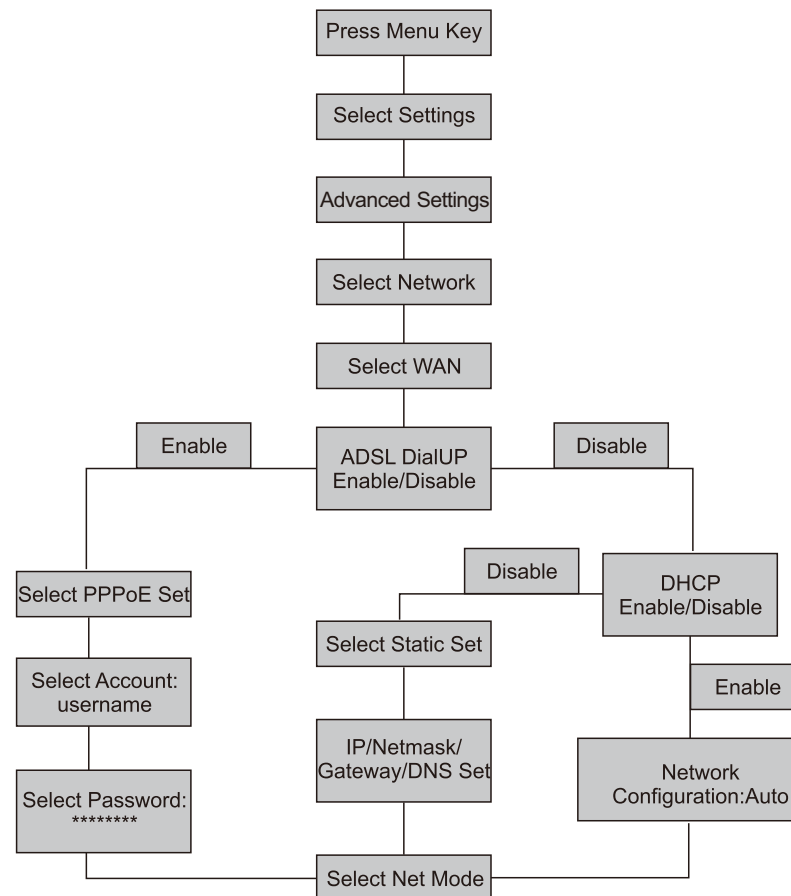 Press Menu Key
Select Settings
Advanced Settings
Select Network
Select WAN
Enable
ADSL DialUP
Enable/Disable
Disable
Select PPPoE Set
Disable
DHCP
Enable/Disable
Select Static Set
Select Account:
username
Enable
IP/Netmask/
Gateway/DNS Set
Select Password:
********
Network
Configuration:Auto
Select Net Mode